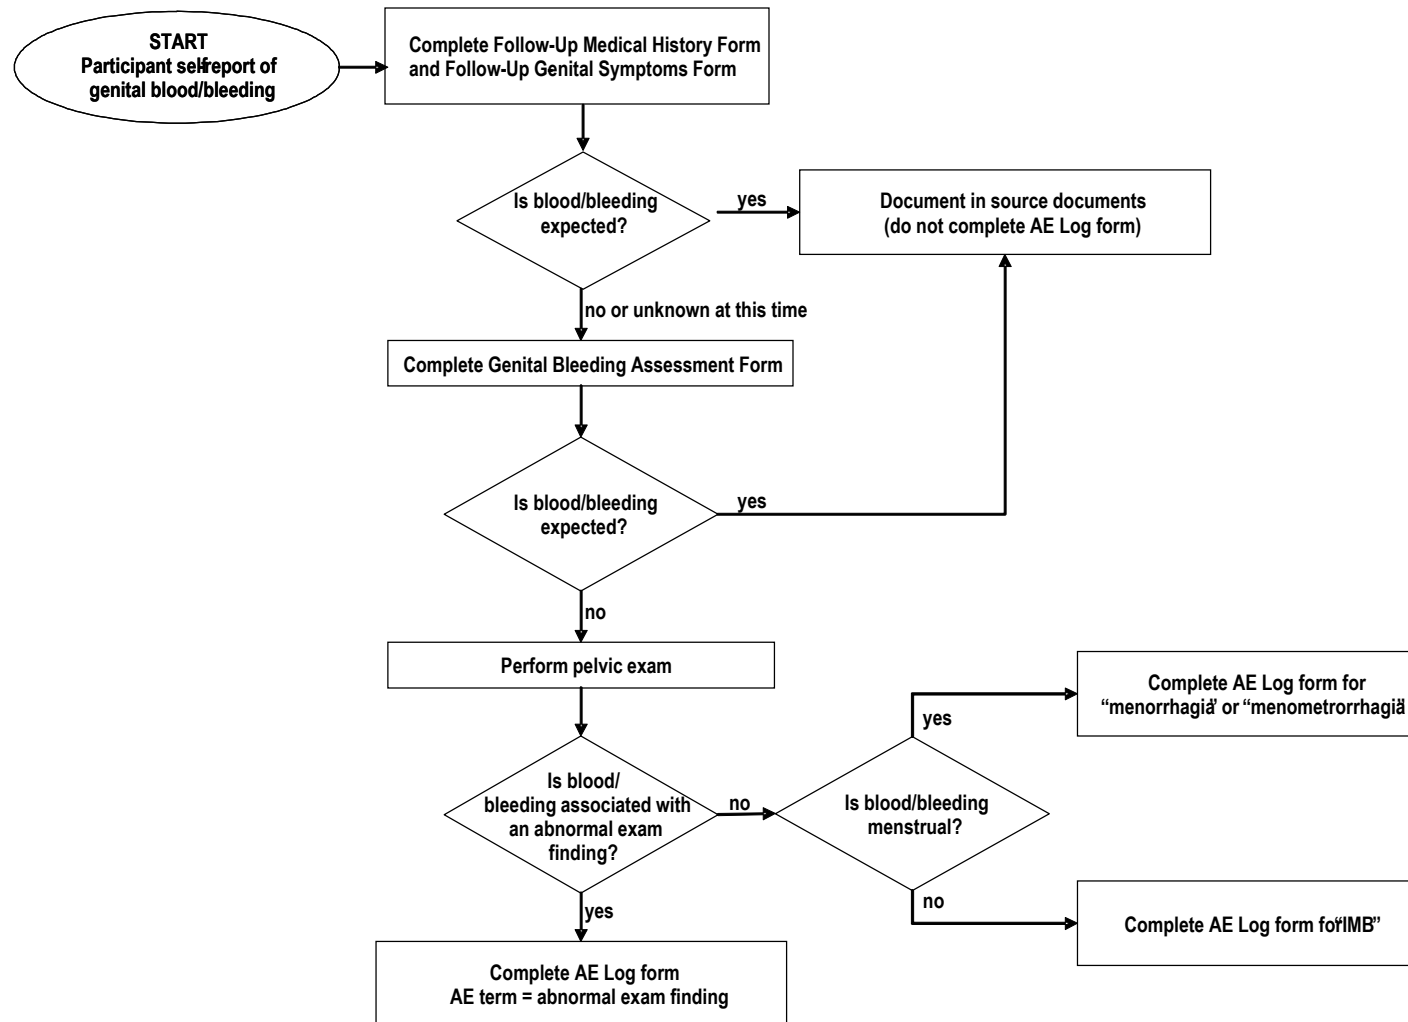 START
Participant self-report of
genital blood/bleeding
Complete Follow-Up Medical History Form
and Follow-Up Genital Symptoms Form
Is blood/bleeding
expected?
yes
Document in source documents
(do not complete AE Log form)
no or unknown at this time
Complete Genital Bleeding Assessment Form
Is blood/bleeding
expected?
yes
no
Perform pelvic exam
Is blood/
bleeding associated with
an abnormal exam
finding?
no
Is blood/bleeding
menstrual?
yes
Complete AE Log form for
“menorrhagia” or “menometrorrhagia”
no
Complete AE Log form for “IMB”
yes
Complete AE Log form
AE term = abnormal exam finding